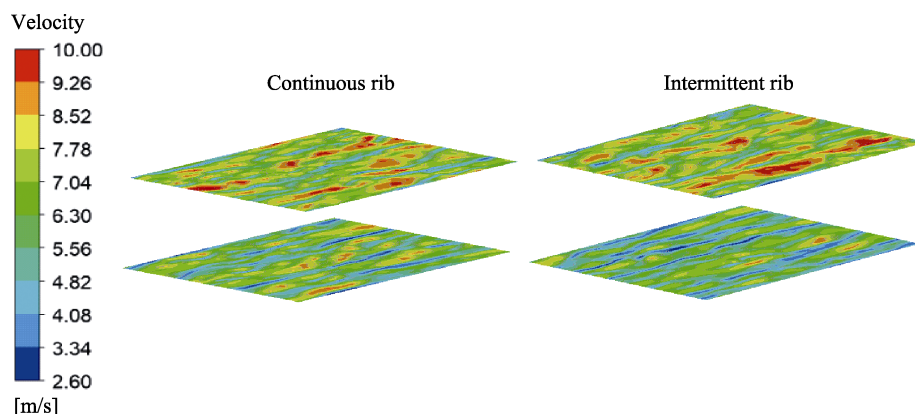 Velocity
10.00
9.26
8.52
7.78
7.04
6.30
5.56
4.82
4.08
3.34
2.60
[m/s]
Continuous rib
Intermittent rib